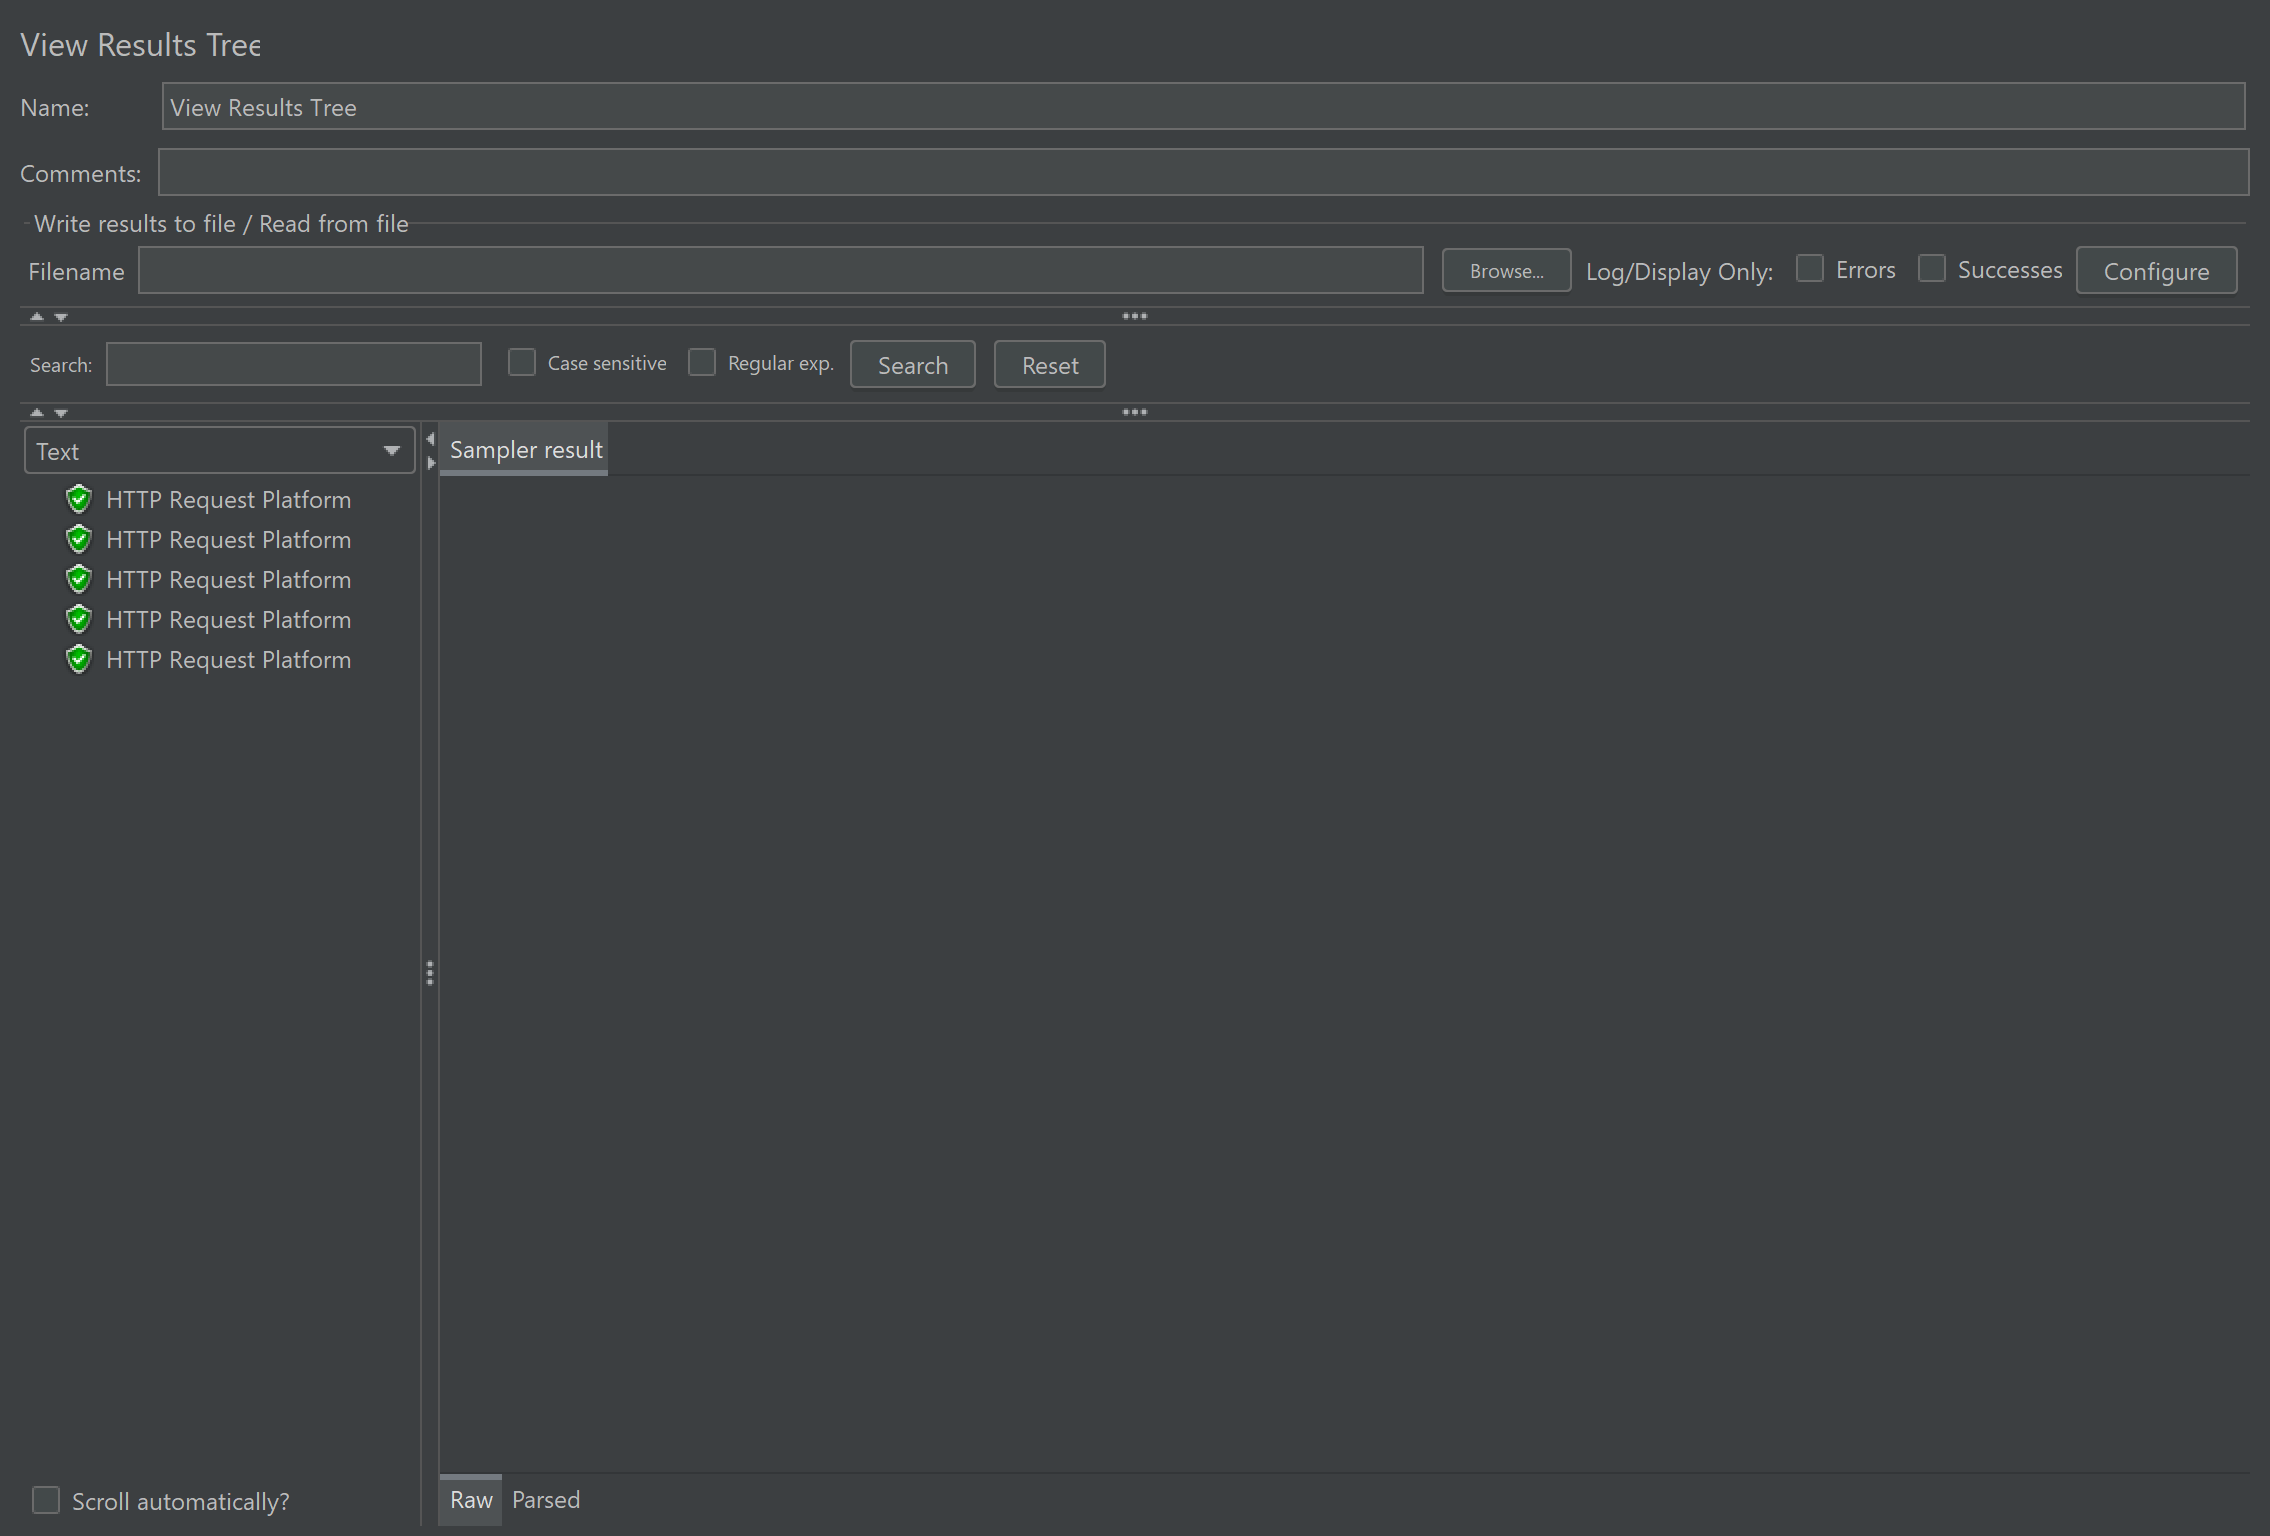 View Results Tree
Name: View Results Tree
Comments:
Write results to file / Read from file
Filename Browse... Log/Display Only: Errors Successes Configure
Search: Case sensitive Regular exp. Search Reset
Text Sampler result
HTTP Request Platform
HTTP Request Platform
HTTP Request Platform
HTTP Request Platform
HTTP Request Platform
Scroll automatically? Raw Parsed